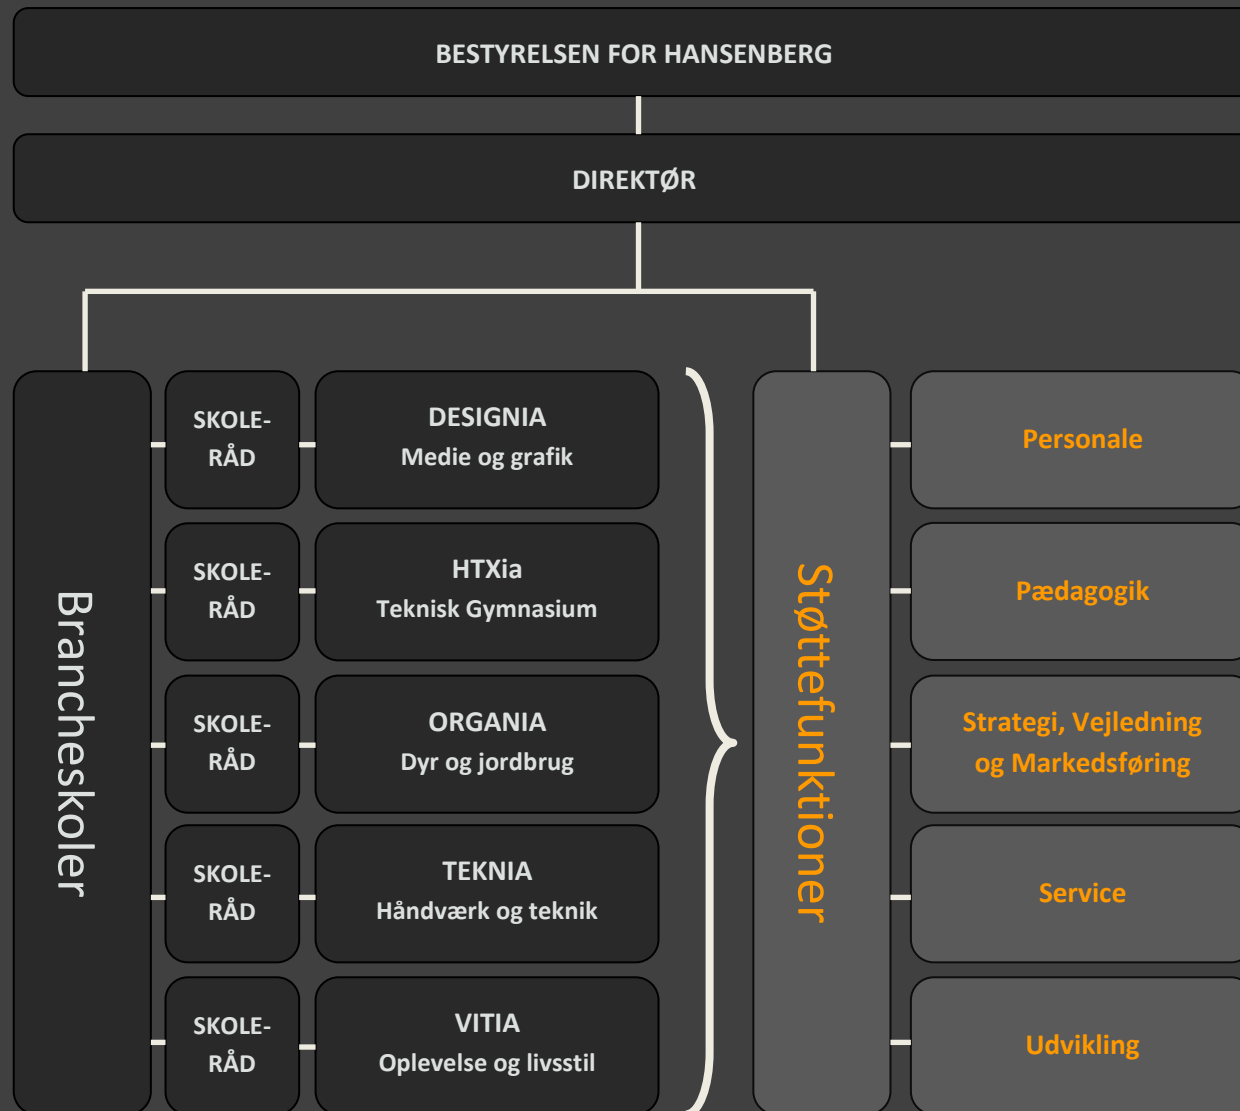 BESTYRELSEN FOR HANSENBERG
DIREKTØR
Brancheskoler
SKOLE-
RÅD
DESIGNIA
Medie og grafik
SKOLE-
RÅD
HTXia
Teknisk Gymnasium
SKOLE-
RÅD
ORGANIA
Dyr og jordbrug
SKOLE-
RÅD
TEKNIA
Håndværk og teknik
SKOLE-
RÅD
VITIA
Oplevelse og livsstil
Støttefunktioner
Personale
Pædagogik
Strategi, Vejledning
og Markedsføring
Service
Udvikling